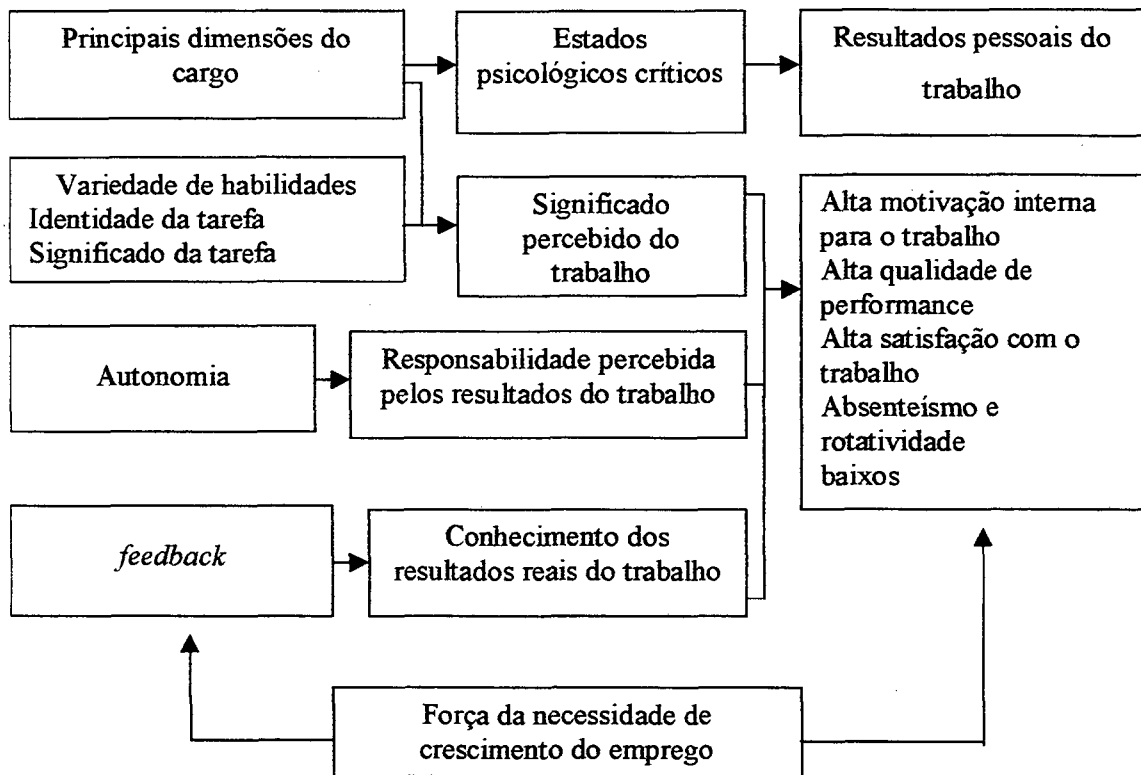 Principais dimensões do
cargo
Estados
psicológicos críticos
Resultados pessoais do
trabalho
Variedade de habilidades
Identidade da tarefa
Significado da tarefa
Significado
percebido do
trabalho
Alta motivação interna
para o trabalho
Alta qualidade de
performance
Alta satisfação com o
trabalho
Absenteísmo e
rotatividade
baixos
Autonomia
Responsabilidade percebida
pelos resultados do trabalho
feedback
Conhecimento dos
resultados reais do trabalho
Força da necessidade de
crescimento do emprego